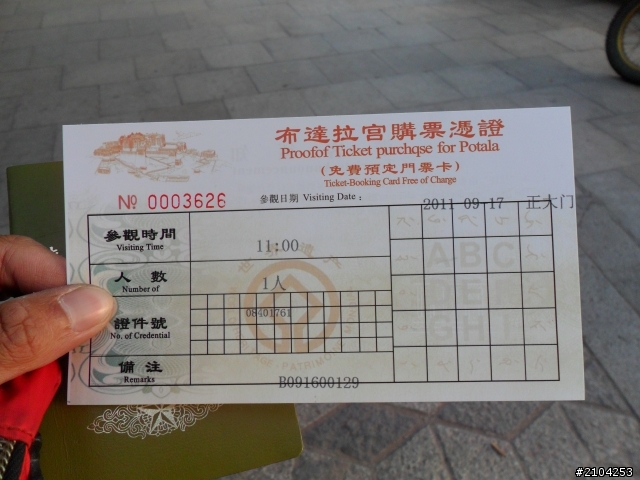 布達拉宮購票憑證
Proofof Ticket purchqse for Potala
(免費預定門票卡)
Ticket-Booking Card Free of Charge
№ 0003626
參觀日期 Visiting Date：
2011-09-17 正大门
參觀時間
Visiting Time
11:00
人數
Number of
1人
證件號
No. of Credential
08401761
備注
Remarks
B091600129
#2104253